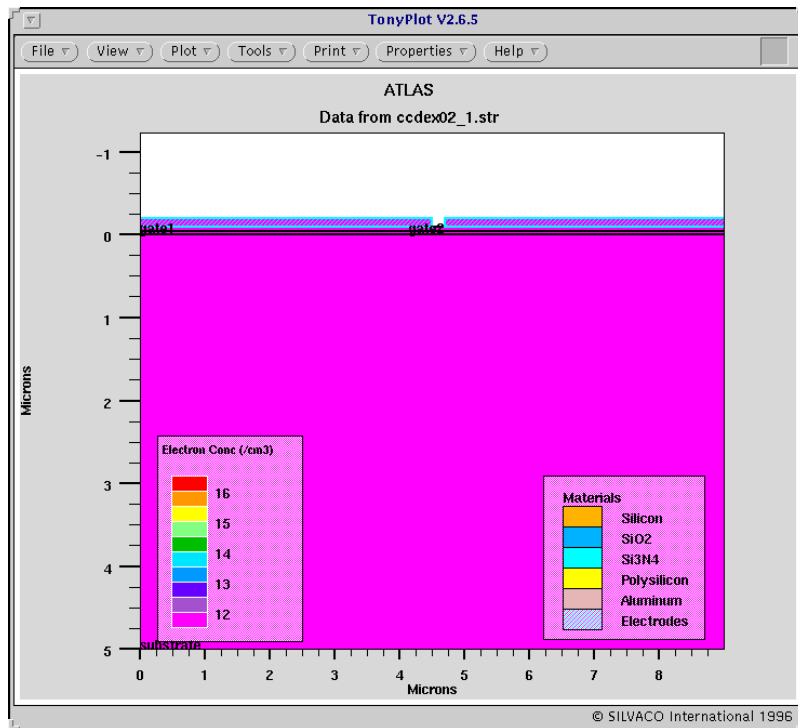 TonyPlot V2.6.5
File View Plot Tools Print Properties Help
ATLAS
Data from ccdex02_1.str
-1
0
1
2
3
4
5
Microns
gate1
gate2
substrate
Electron Conc (/cm3)
16
15
14
13
12
Materials
Silicon
SiO2
Si3N4
Polysilicon
Aluminum
Electrodes
0 1 2 3 4 5 6 7 8
Microns
© SILVACO International 1996